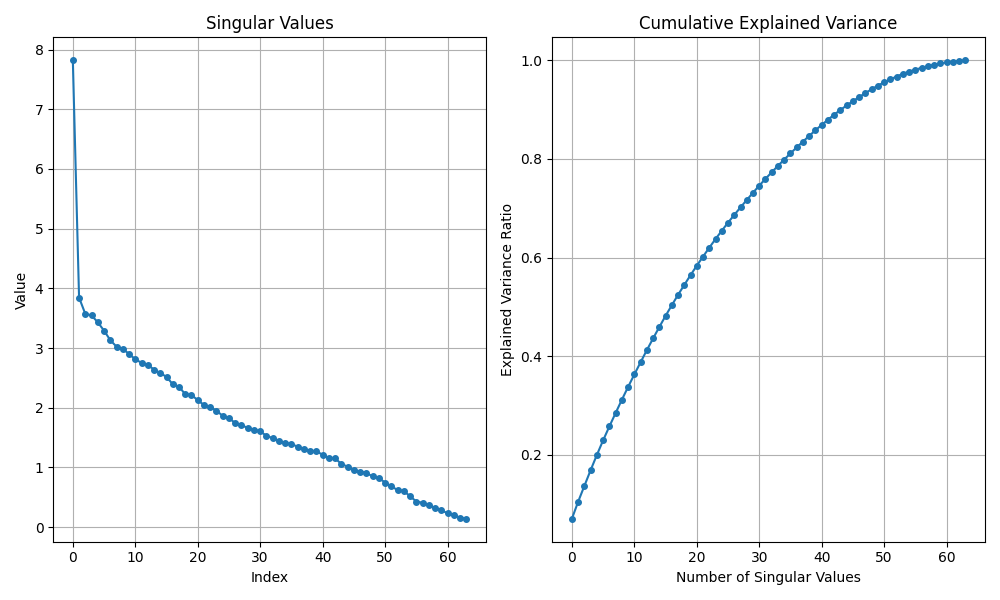 Singular Values
Value
8
7
6
5
4
3
2
1
0
0 10 20 30 40 50 60
Index
Cumulative Explained Variance
Explained Variance Ratio
1.0
0.8
0.6
0.4
0.2
0 10 20 30 40 50 60
Number of Singular Values